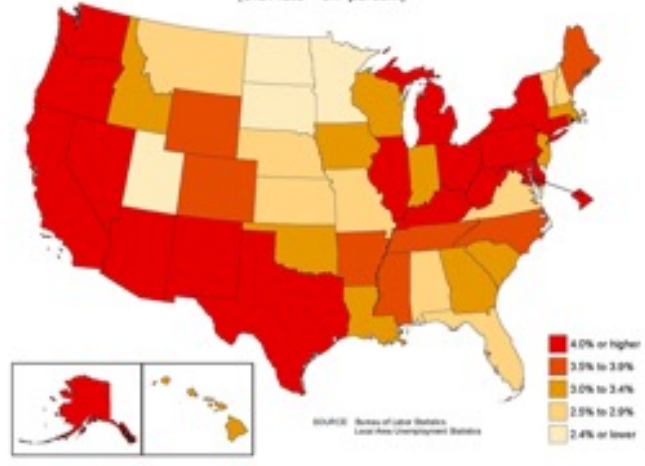 4.0% or higher
3.5% to 3.9%
3.0% to 3.4%
2.5% to 2.9%
2.4% or lower
SOURCE Bureau of Labor Statistics
Local Area Unemployment Statistics